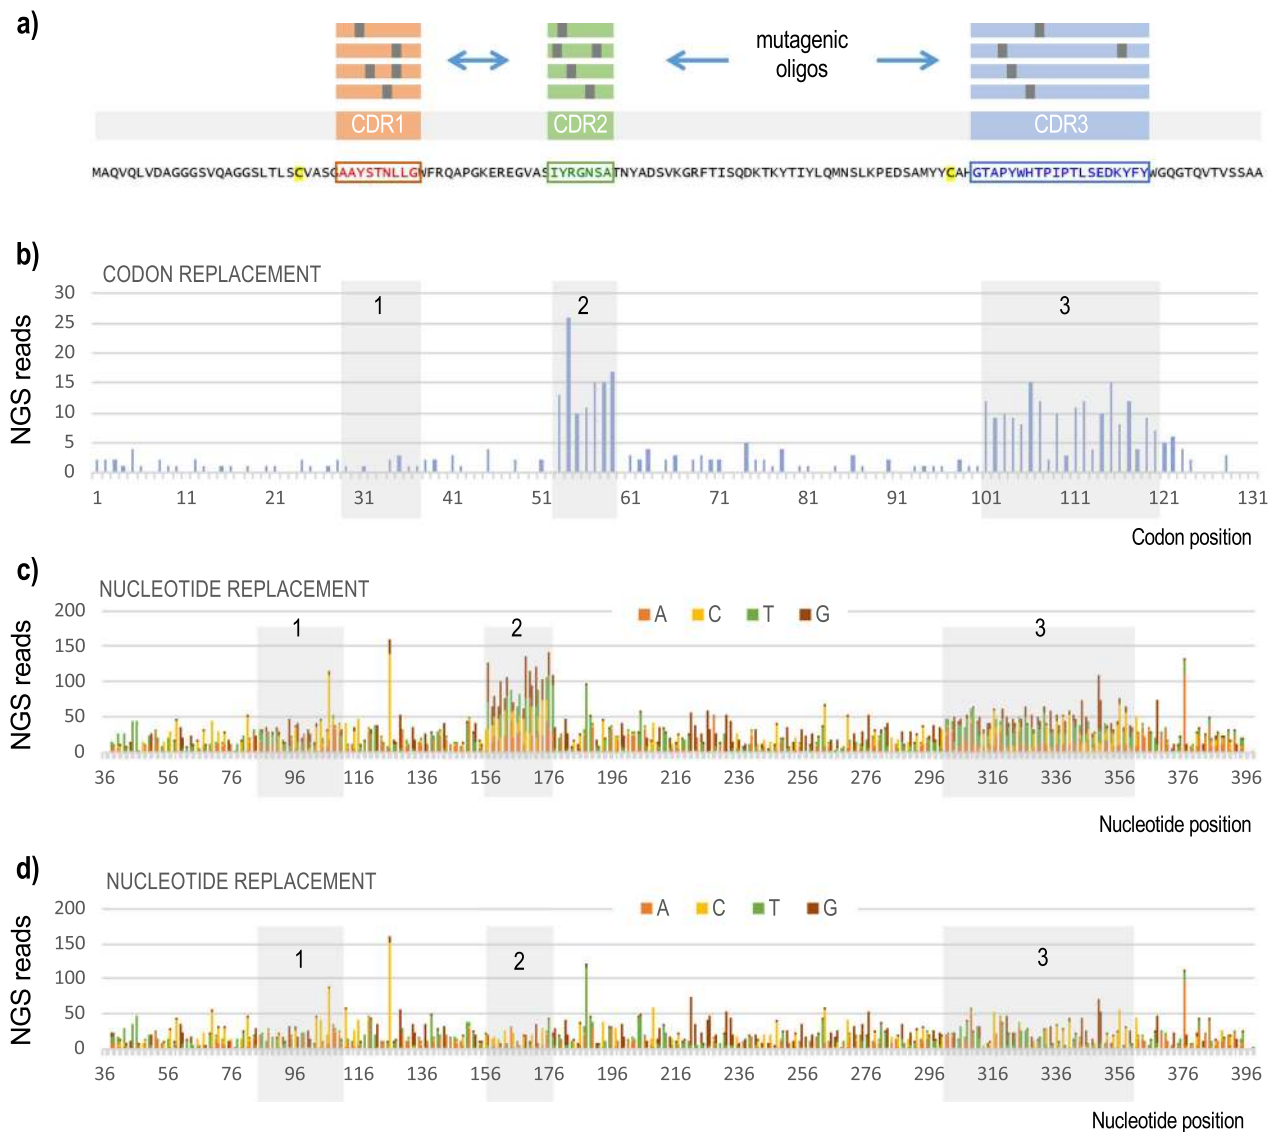 a)
mutagenic
oligos
CDR1 CDR2 CDR3
MAQVQLVDAGGGSVQAGGSLTLSCVASGAAYSTNLLGWFRQAPGKEREGVASIYRGNSATNYADSVKGRFTISQDKTKYTIYLQMNSLKPEDSAMYYCAHGTAPYWHTPIPTLSEDKYFYWGQGTQVTVSSAA
b)
CODON REPLACEMENT
NGS reads
30
25
20
15
10
5
0
1 2 3
1 11 21 31 41 51 61 71 81 91 101 111 121 131
Codon position
c)
NUCLEOTIDE REPLACEMENT
NGS reads
200
150
100
50
0
A C T G
1 2 3
36 56 76 96 116 136 156 176 196 216 236 256 276 296 316 336 356 376 396
Nucleotide position
d)
NUCLEOTIDE REPLACEMENT
NGS reads
200
150
100
50
0
A C T G
1 2 3
36 56 76 96 116 136 156 176 196 216 236 256 276 296 316 336 356 376 396
Nucleotide position